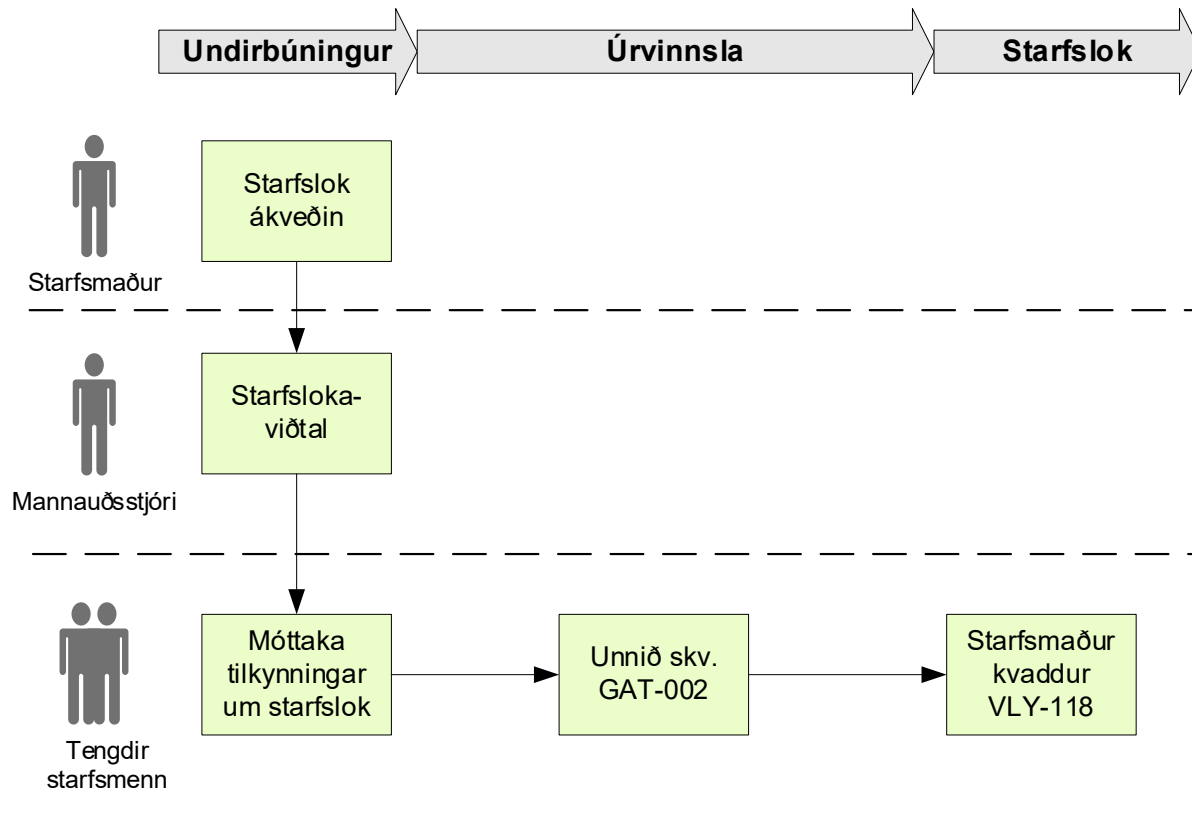 Undirbúningur
Úrvinnsla
Starfslok
Starfsmaður
Starfslok
ákveðin
Mannauðsstjóri
Starfsloka-
viðtal
Tengdir
starfsmenn
Móttaka
tilkynningar
um starfslok
Unnið skv.
GAT-002
Starfsmaður
kvaddur
VLY-118